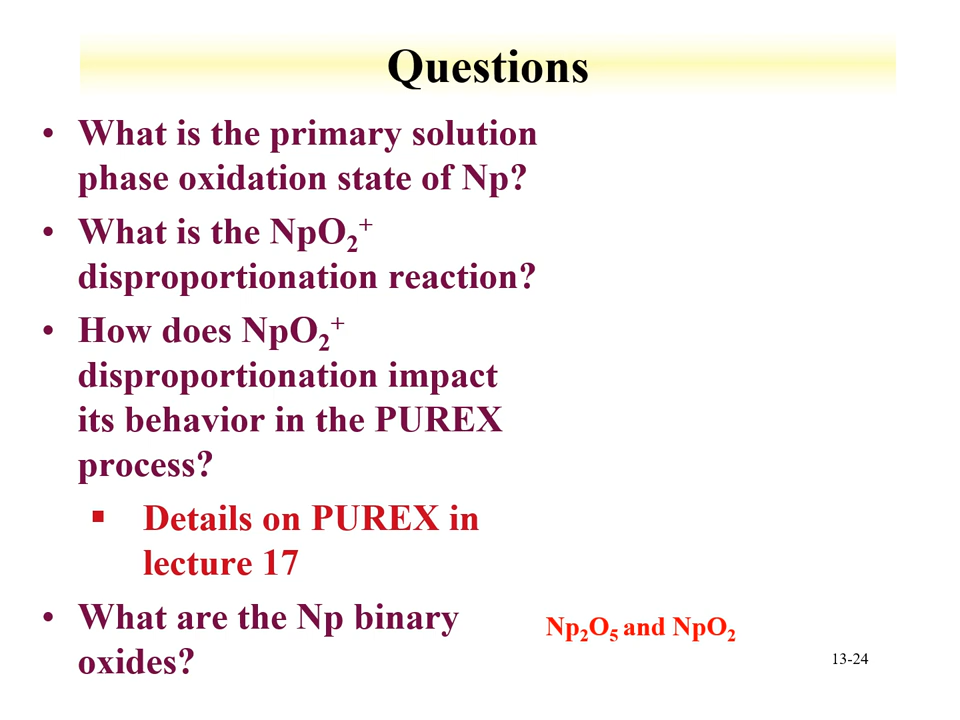 Questions
• What is the primary solution
phase oxidation state of Np?
• What is the NpO₂⁺
disproportionation reaction?
• How does NpO₂⁺
disproportionation impact
its behavior in the PUREX
process?
▪ Details on PUREX in
lecture 17
• What are the Np binary
oxides?
Np₂O₅ and NpO₂
13-24